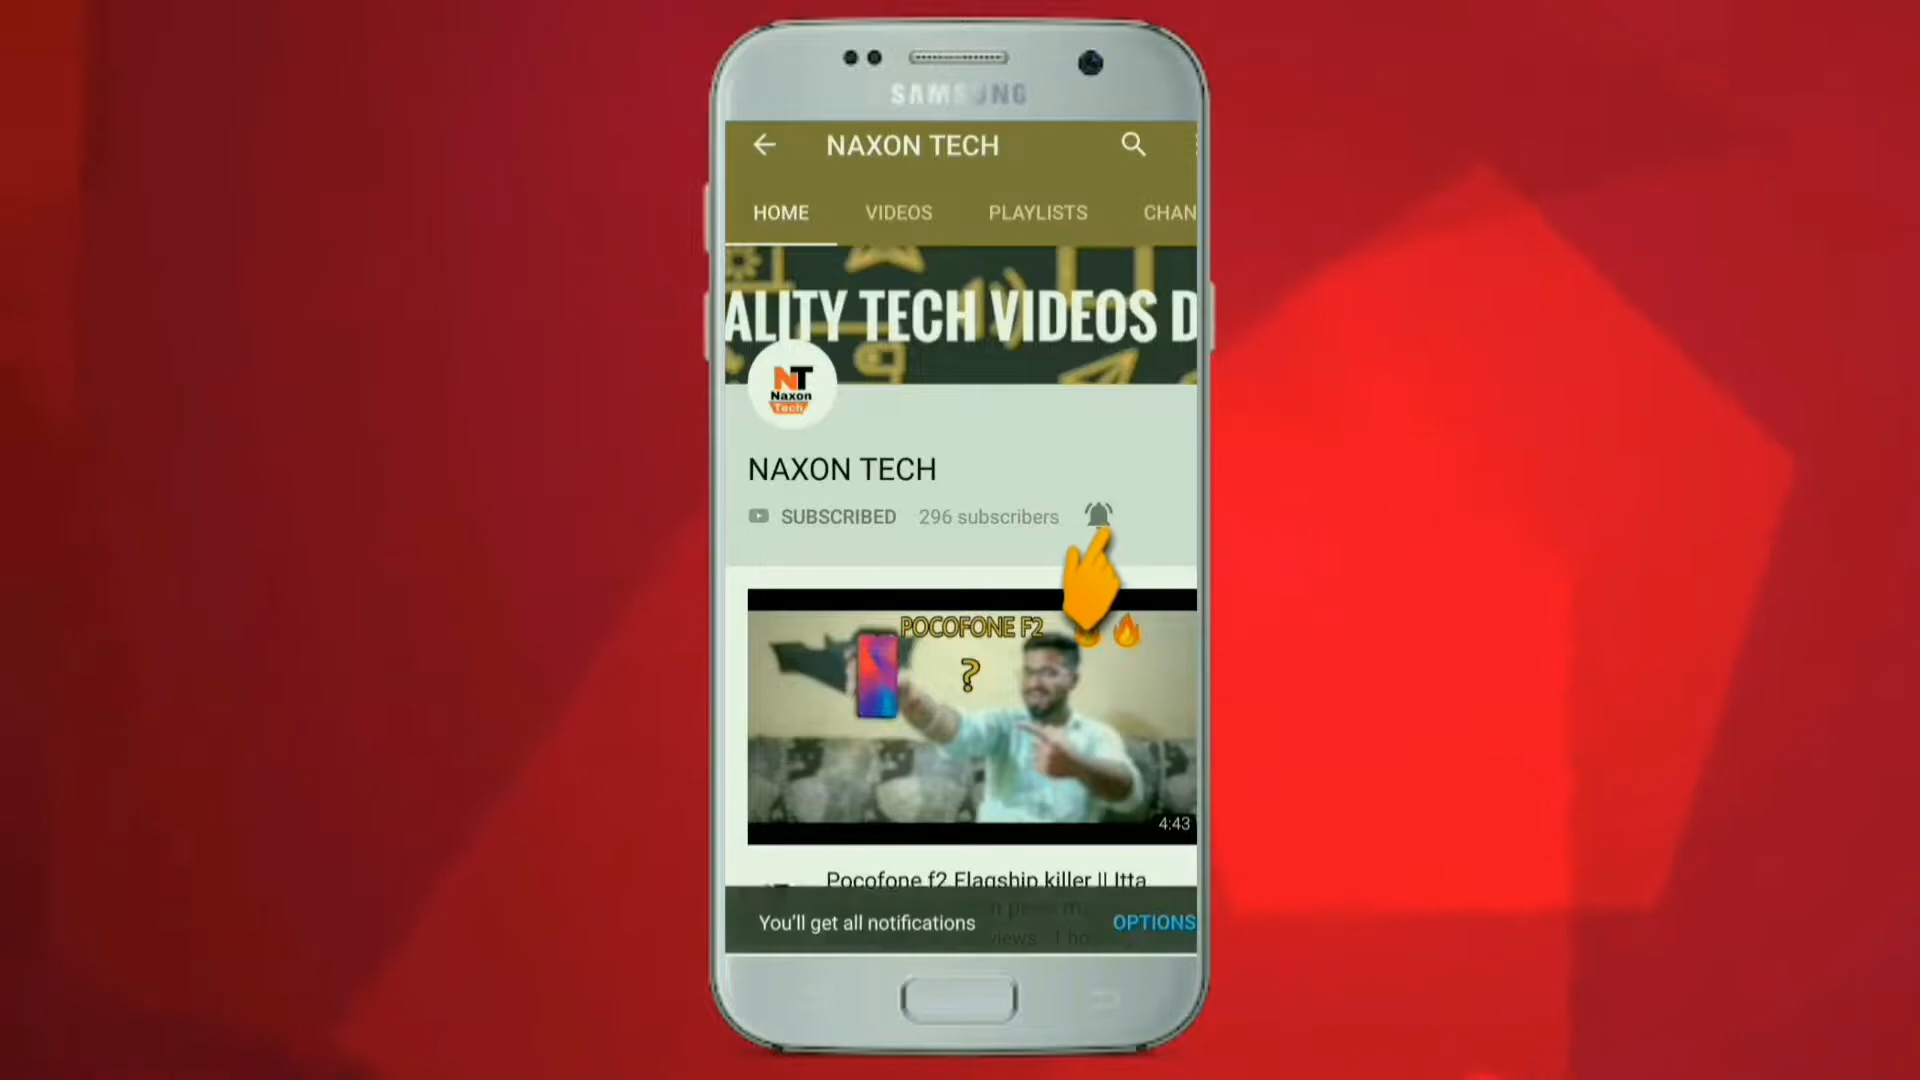 SAMSUNG
NAXON TECH
HOME VIDEOS PLAYLISTS CHAN
ALITY TECH VIDEOS D
NT
Naxon
Tech
NAXON TECH
SUBSCRIBED 296 subscribers
POCOFONE F2
?
4:43
Pocofone f2 Flagship killer || Itta
You'll get all notifications OPTIONS